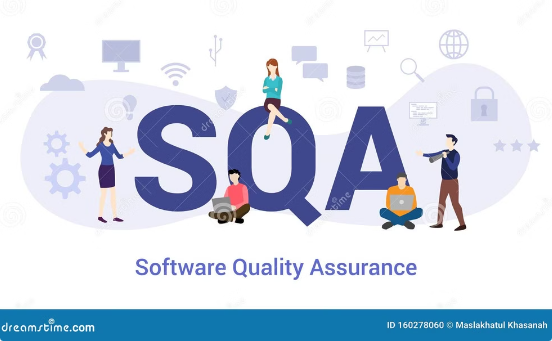 SQA
Software Quality Assurance
dreamstime.com
ID 160278060 © Maslakhatul Khasanah